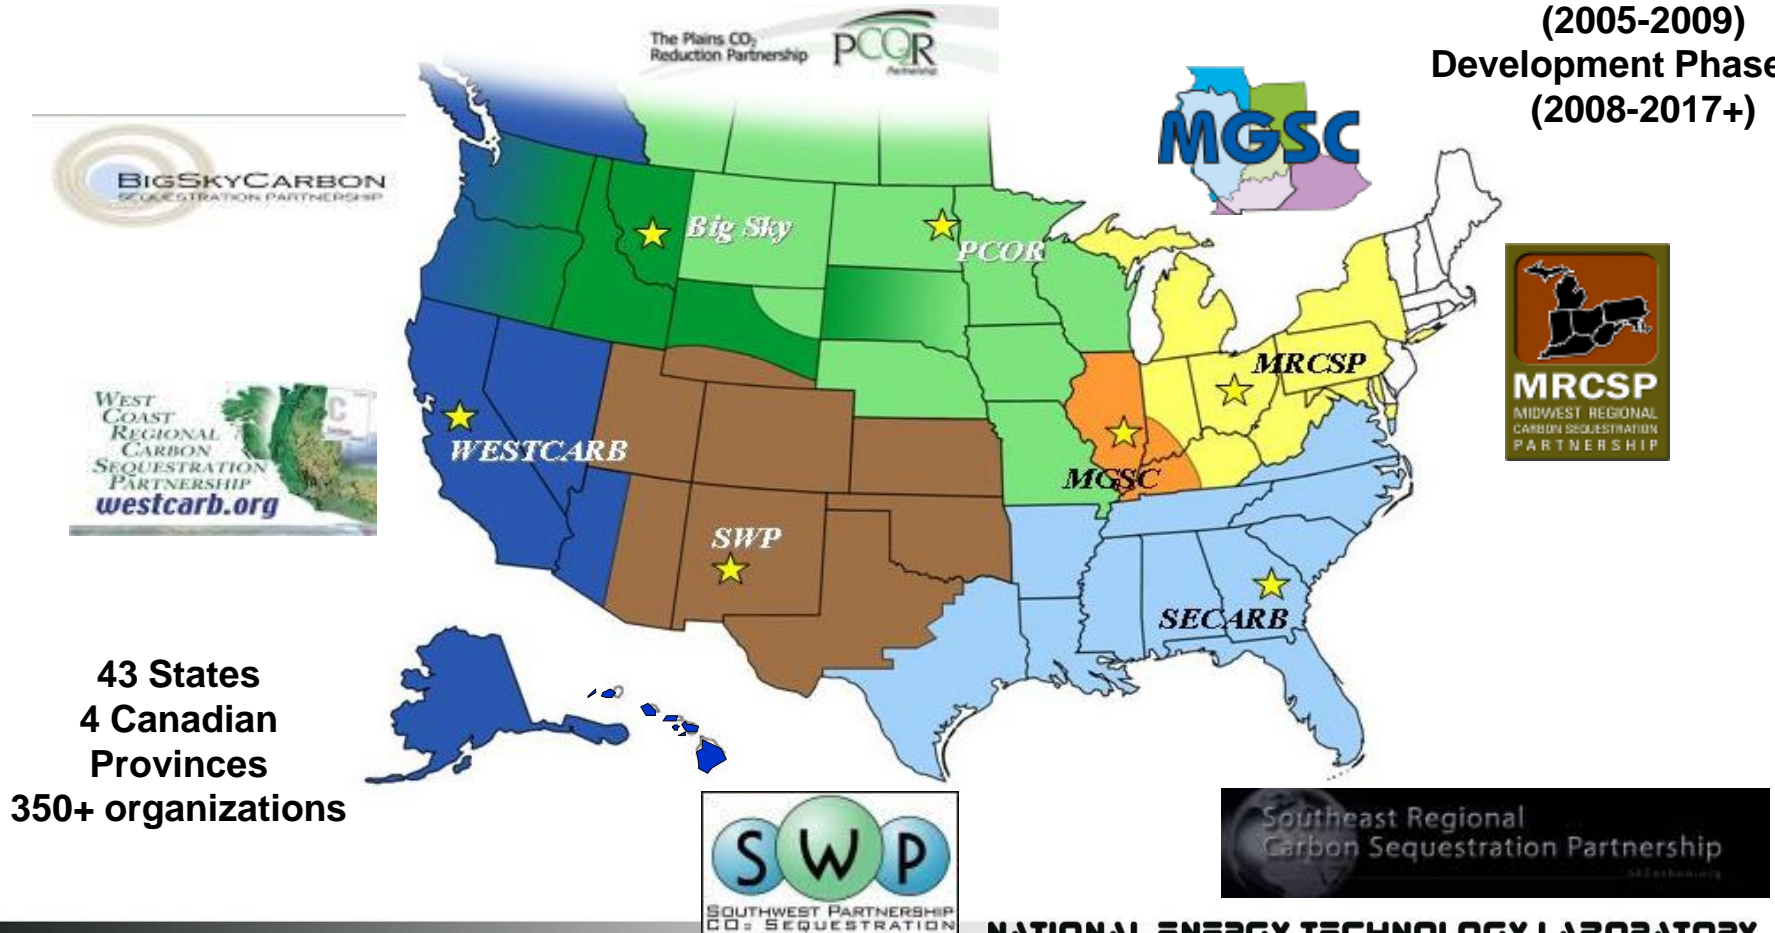 (2005-2009)
Development Phase
(2008-2017+)
The Plains CO₂
Reduction Partnership
PCO₂R
Partnership
MGSC
BIGSKYCARBON
SEQUESTRATION PARTNERSHIP
Big Sky
PCOR
MRCSP
MRCSP
MIDWEST REGIONAL
CARBON SEQUESTRATION
PARTNERSHIP
WEST
COAST
REGIONAL
CARBON
SEQUESTRATION
PARTNERSHIP
westcarb.org
C
WESTCARB
MGSC
SWP
SECARB
43 States
4 Canadian
Provinces
350+ organizations
SWP
SOUTHWEST PARTNERSHIP
CO₂ SEQUESTRATION
Southeast Regional
Carbon Sequestration Partnership
NATIONAL ENERGY TECHNOLOGY LABORATORY